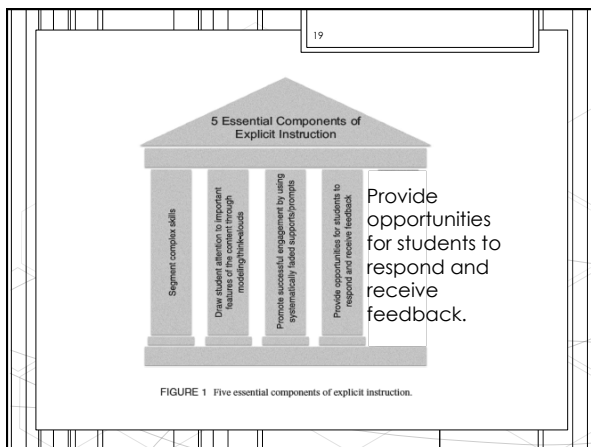 19
5 Essential Components of
Explicit Instruction
Segment complex skills
Draw student attention to important
features of the content through
modeling/think-alouds
Promote successful engagement by using
systematically faded supports/prompts
Provide opportunities for students to
respond and receive feedback
Provide
opportunities
for students to
respond and
receive
feedback.
FIGURE 1 Five essential components of explicit instruction.